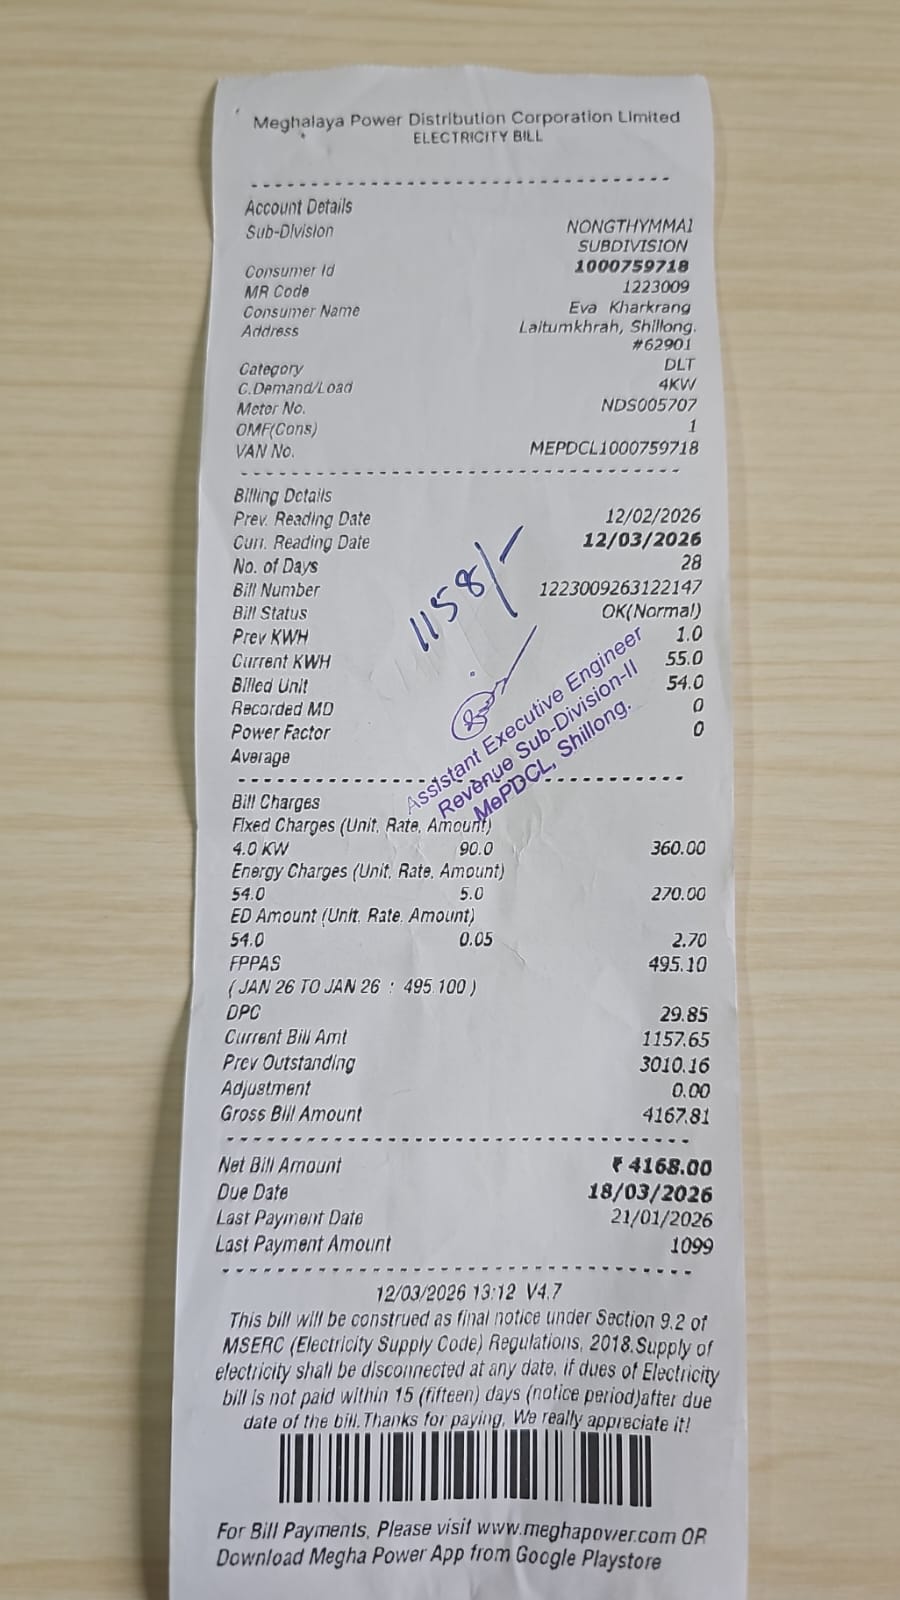 Meghalaya Power Distribution Corporation Limited
ELECTRICITY BILL
Account Details
Sub-Division NONGTHYMMAI
SUBDIVISION
Consumer Id 1000759718
MR Code 1223009
Consumer Name Eva Kharkrang
Address Laitumkhrah, Shillong.
#62901
Category DLT
C.Demand/Load 4KW
Meter No. NDS005707
OMF(Cons) 1
VAN No. MEPDCL1000759718
Billing Details
Prev. Reading Date 12/02/2026
Curr. Reading Date 12/03/2026
No. of Days 28
Bill Number 1223009263122147
Bill Status OK(Normal)
Prev KWH 1.0
Current KWH 55.0
Billed Unit 54.0
Recorded MD 0
Power Factor 0
Average
1158/-
Assistant Executive Engineer
Revenue Sub-Division-II
MePDCL, Shillong.
Bill Charges
Fixed Charges (Unit, Rate, Amount)
4.0 KW 90.0 360.00
Energy Charges (Unit, Rate, Amount)
54.0 5.0 270.00
ED Amount (Unit, Rate, Amount)
54.0 0.05 2.70
FPPAS 495.10
( JAN 26 TO JAN 26 : 495.100 )
DPC 29.85
Current Bill Amt 1157.65
Prev Outstanding 3010.16
Adjustment 0.00
Gross Bill Amount 4167.81
Net Bill Amount ₹ 4168.00
Due Date 18/03/2026
Last Payment Date 21/01/2026
Last Payment Amount 1099
12/03/2026 13:12 V4.7
This bill will be construed as final notice under Section 9.2 of
MSERC (Electricity Supply Code) Regulations, 2018.Supply of
electricity shall be disconnected at any date, if dues of Electricity
bill is not paid within 15 (fifteen) days (notice period)after due
date of the bill. Thanks for paying, We really appreciate it!
For Bill Payments, Please visit www.meghapower.com OR
Download Megha Power App from Google Playstore